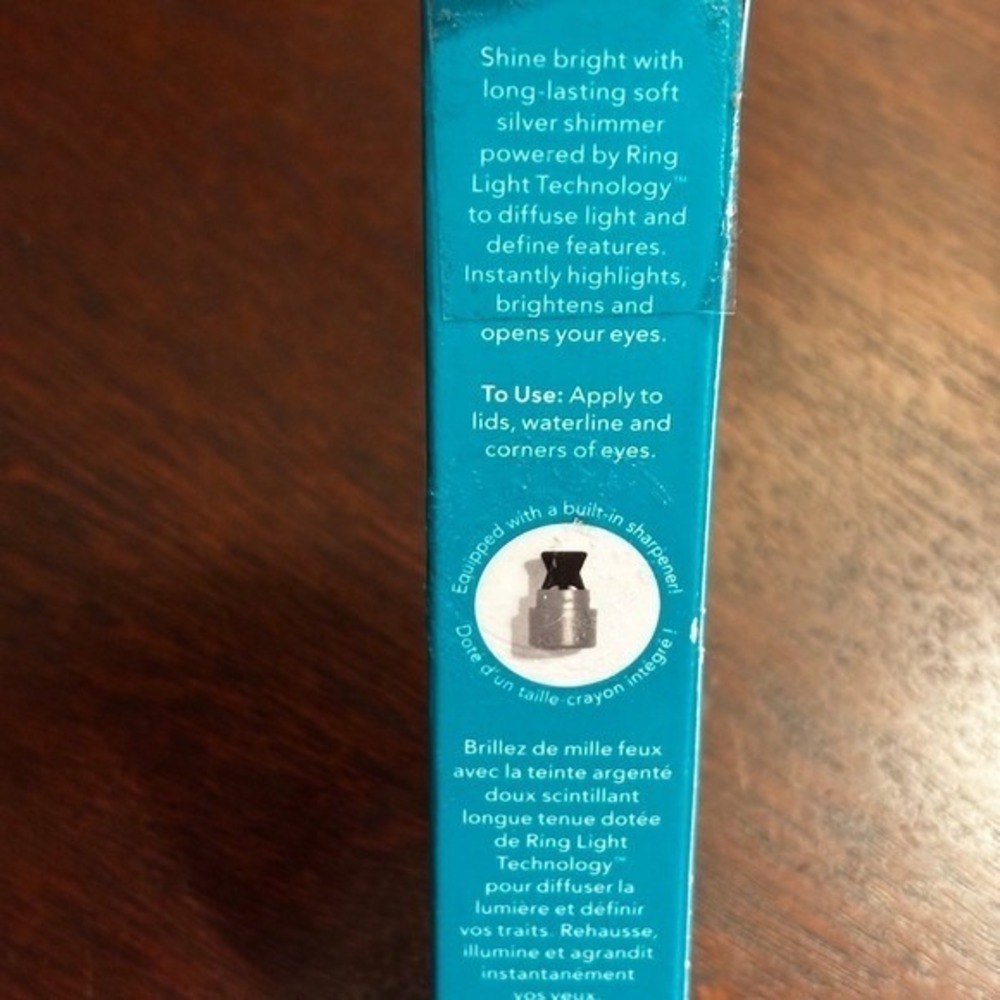 Shine bright with
long-lasting soft
silver shimmer
powered by Ring
Light Technology™
to diffuse light and
define features.
Instantly highlights,
brightens and
opens your eyes.
To Use: Apply to
lids, waterline and
corners of eyes.
Equipped with a built-in sharpener!
Doté d'un taille-crayon intégré !
Brillez de mille feux
avec la teinte argenté
doux scintillant
longue tenue dotée
de Ring Light
Technology™
pour diffuser la
lumière et définir
vos traits. Rehausse,
illumine et agrandit
instantanément
vos yeux.